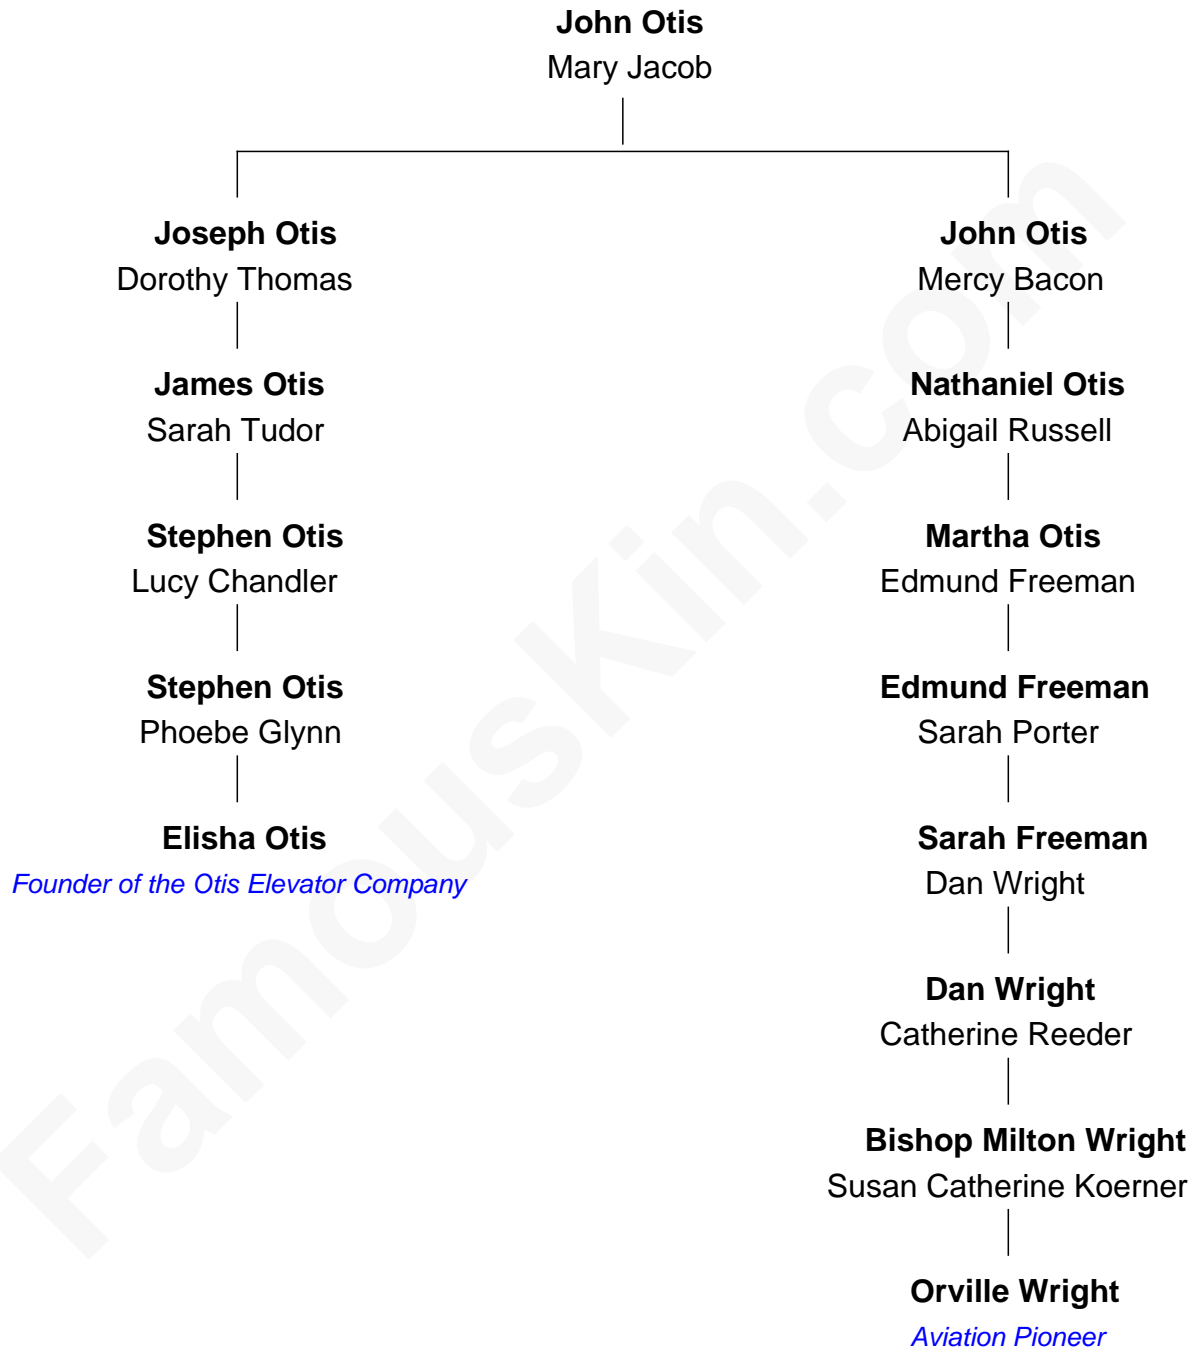 John Otis
Mary Jacob
Joseph Otis
Dorothy Thomas
John Otis
Mercy Bacon
James Otis
Sarah Tudor
Nathaniel Otis
Abigail Russell
Stephen Otis
Lucy Chandler
Martha Otis
Edmund Freeman
Stephen Otis
Phoebe Glynn
Edmund Freeman
Sarah Porter
Elisha Otis
Founder of the Otis Elevator Company
Sarah Freeman
Dan Wright
Dan Wright
Catherine Reeder
Bishop Milton Wright
Susan Catherine Koerner
Orville Wright
Aviation Pioneer
FamousKin.com